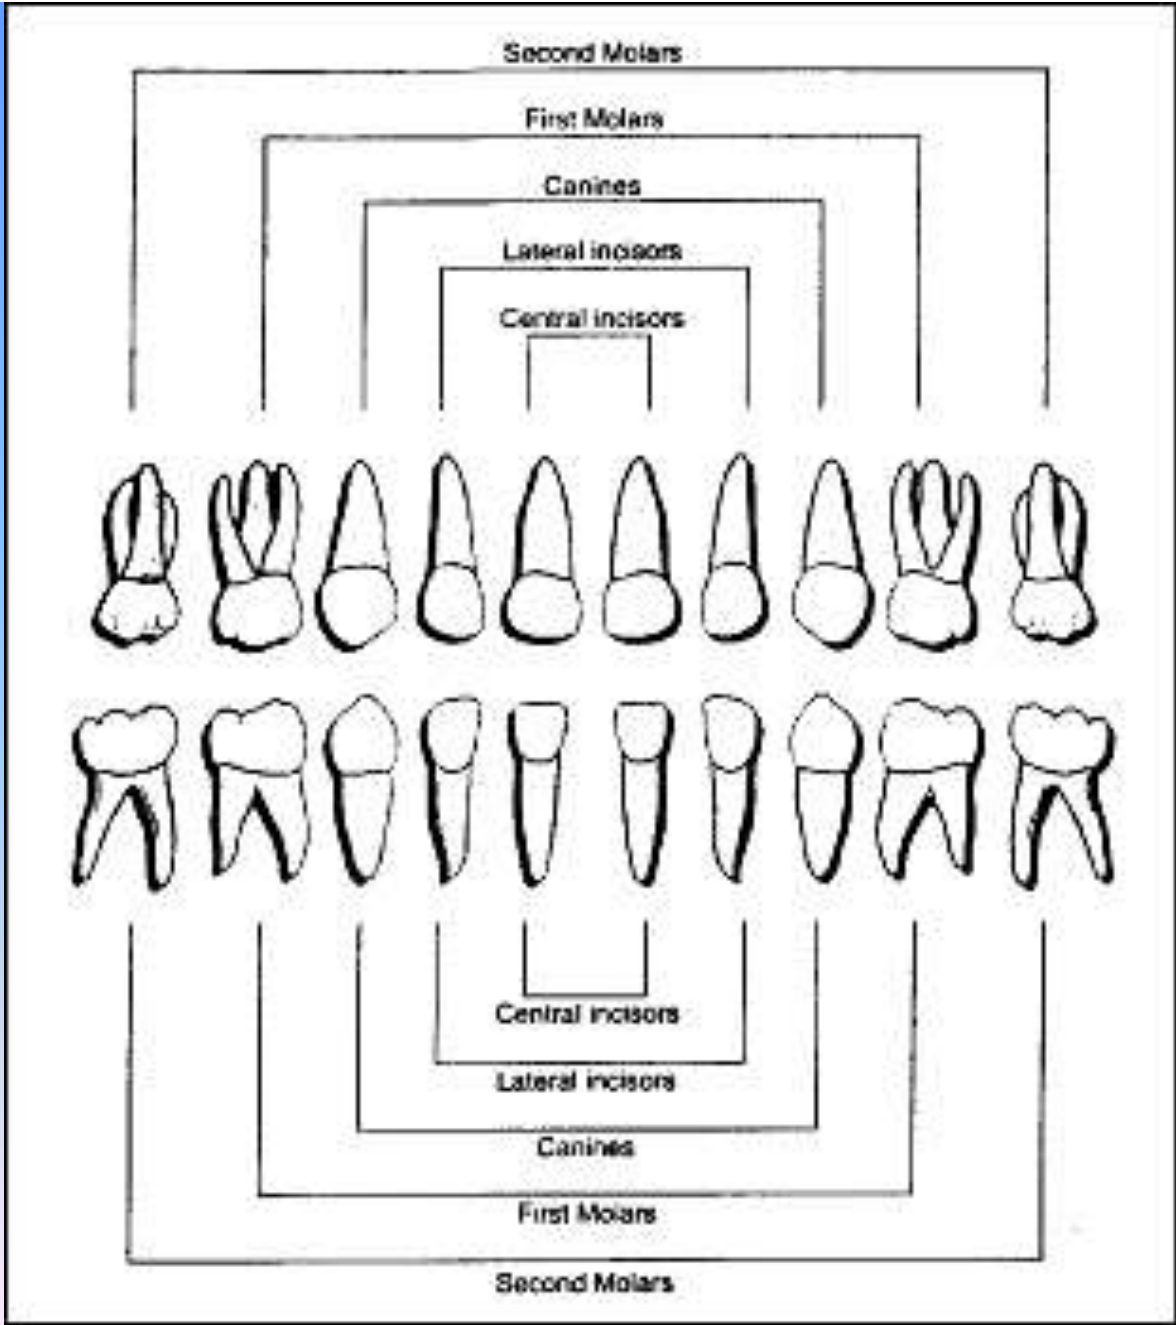 Second Molars
First Molars
Canines
Lateral incisors
Central incisors
Central incisors
Lateral incisors
Canines
First Molars
Second Molars